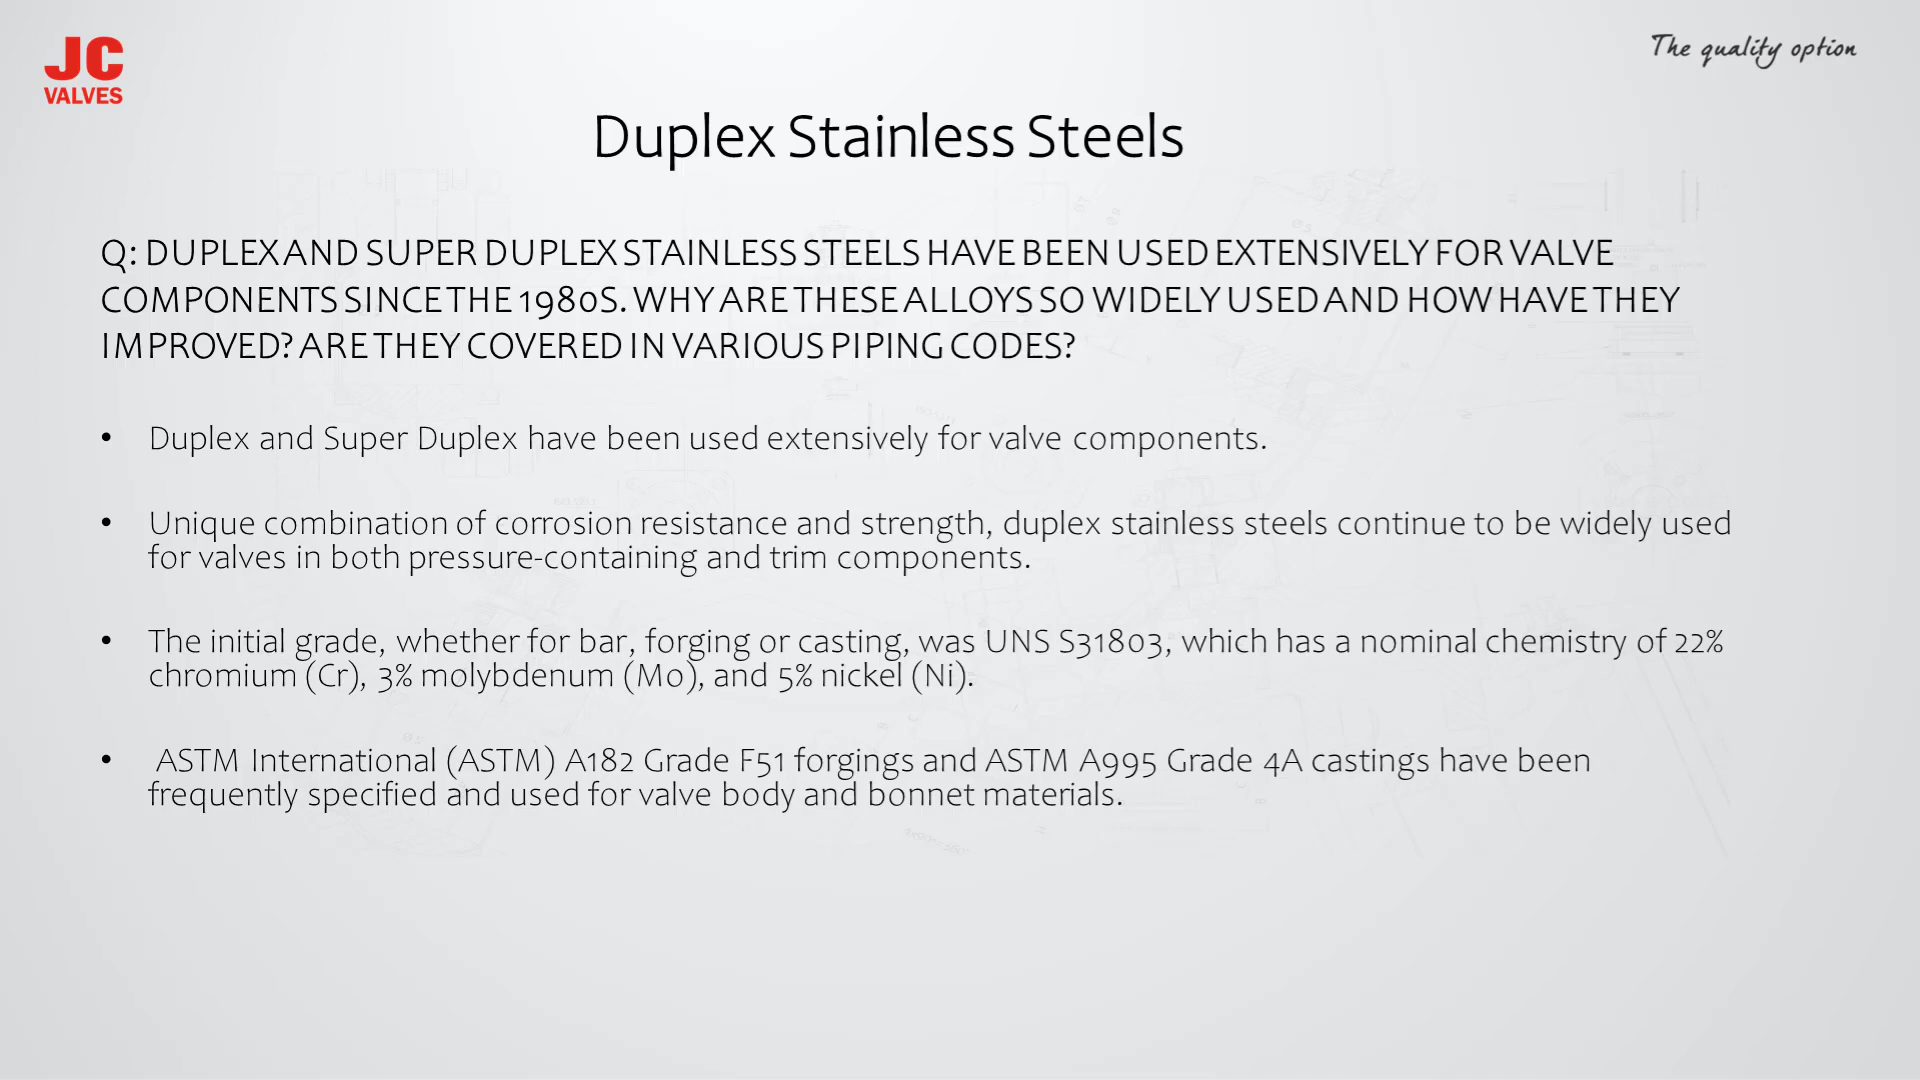 JC
VALVES
The quality option
Duplex Stainless Steels
Q: DUPLEX AND SUPER DUPLEX STAINLESS STEELS HAVE BEEN USED EXTENSIVELY FOR VALVE
COMPONENTS SINCE THE 1980S. WHY ARE THESE ALLOYS SO WIDELY USED AND HOW HAVE THEY
IMPROVED? ARE THEY COVERED IN VARIOUS PIPING CODES?
• Duplex and Super Duplex have been used extensively for valve components.
• Unique combination of corrosion resistance and strength, duplex stainless steels continue to be widely used
for valves in both pressure-containing and trim components.
• The initial grade, whether for bar, forging or casting, was UNS S31803, which has a nominal chemistry of 22%
chromium (Cr), 3% molybdenum (Mo), and 5% nickel (Ni).
• ASTM International (ASTM) A182 Grade F51 forgings and ASTM A995 Grade 4A castings have been
frequently specified and used for valve body and bonnet materials.